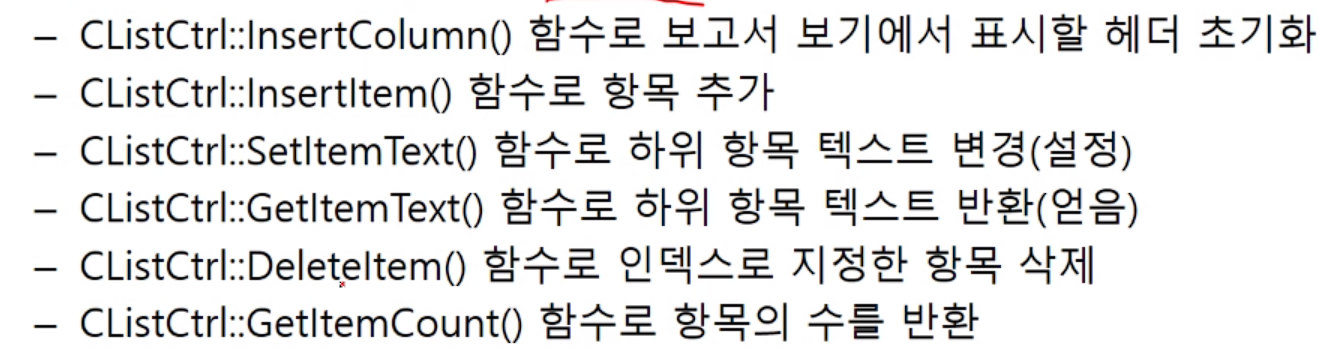 – CListCtrl::InsertColumn() 함수로 보고서 보기에서 표시할 헤더 초기화
– CListCtrl::InsertItem() 함수로 항목 추가
– CListCtrl::SetItemText() 함수로 하위 항목 텍스트 변경(설정)
– CListCtrl::GetItemText() 함수로 하위 항목 텍스트 반환(얻음)
– CListCtrl::DeleteItem() 함수로 인덱스로 지정한 항목 삭제
– CListCtrl::GetItemCount() 함수로 항목의 수를 반환